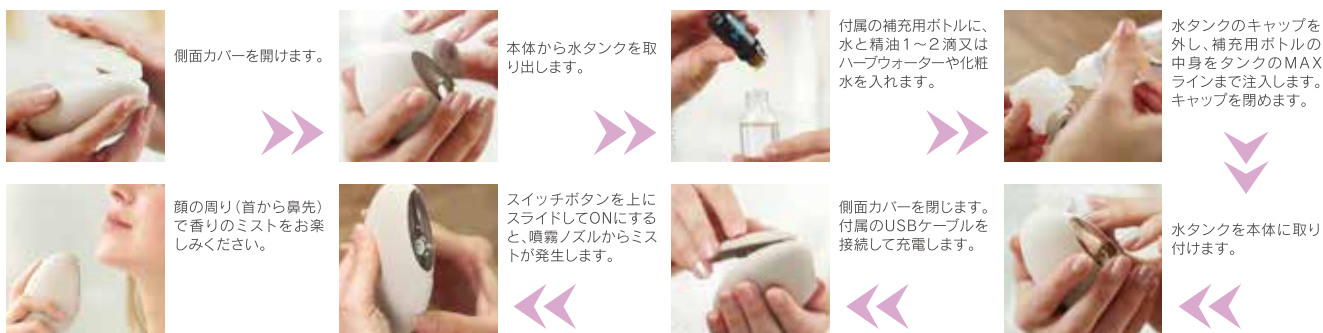 側面カバーを開けます。
本体から水タンクを取
り出します。
付属の補充用ボトルに、
水と精油1〜2滴又は
ハーブウォーターや化粧
水を入れます。
水タンクのキャップを
外し、補充用ボトルの
中身をタンクのMAX
ラインまで注入します。
キャップを閉めます。
水タンクを本体に取り
付けます。
側面カバーを閉じます。
付属のUSBケーブルを
接続して充電します。
スイッチボタンを上に
スライドしてONにする
と、噴霧ノズルからミス
トが発生します。
顔の周り(首から鼻先)
で香りのミストをお楽
しみください。